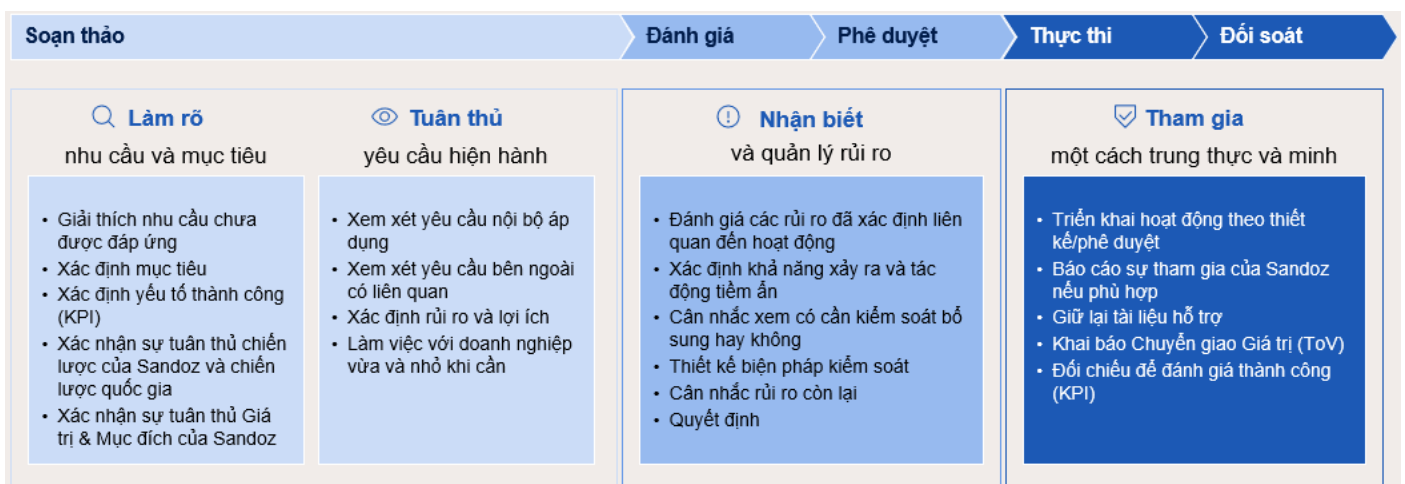 Soạn thảo
Đánh giá
Phê duyệt
Thực thi
Đối soát
Làm rõ
nhu cầu và mục tiêu
• Giải thích nhu cầu chưa
được đáp ứng
• Xác định mục tiêu
• Xác định yếu tố thành công
(KPI)
• Xác nhận sự tuân thủ chiến
lược của Sandoz và chiến
lược quốc gia
• Xác nhận sự tuân thủ Giá
trị & Mục đích của Sandoz
Tuân thủ
yêu cầu hiện hành
• Xem xét yêu cầu nội bộ áp
dụng
• Xem xét yêu cầu bên ngoài
có liên quan
• Xác định rủi ro và lợi ích
• Làm việc với doanh nghiệp
vừa và nhỏ khi cần
Nhận biết
và quản lý rủi ro
• Đánh giá các rủi ro đã xác định liên
quan đến hoạt động
• Xác định khả năng xảy ra và tác
động tiềm ẩn
• Cân nhắc xem có cần kiểm soát bổ
sung hay không
• Thiết kế biện pháp kiểm soát
• Cân nhắc rủi ro còn lại
• Quyết định
Tham gia
một cách trung thực và minh
• Triển khai hoạt động theo thiết
kế/phê duyệt
• Báo cáo sự tham gia của Sandoz
nếu phù hợp
• Giữ lại tài liệu hỗ trợ
• Khai báo Chuyển giao Giá trị (ToV)
• Đối chiếu để đánh giá thành công
(KPI)